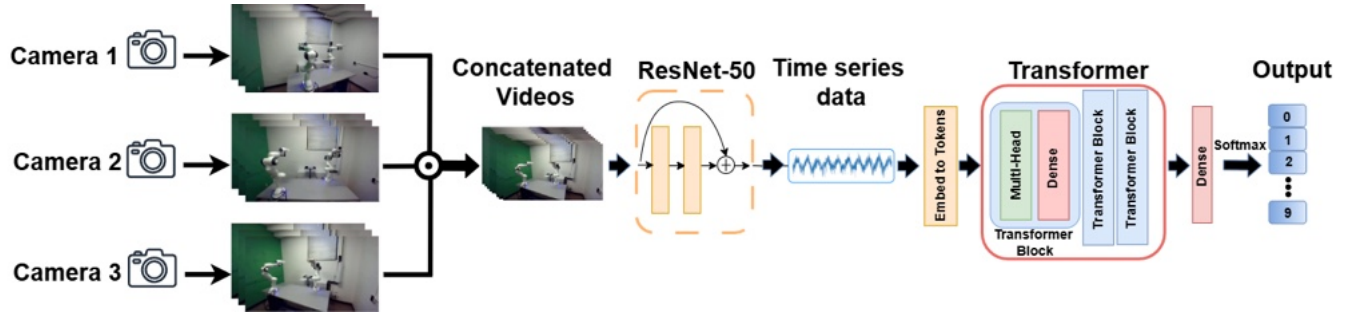 Camera 1
Camera 2
Camera 3
Concatenated
Videos
ResNet-50
Time series
data
Embed to Tokens
Transformer
Multi-Head
Dense
Transformer
Block
Transformer Block
Transformer Block
Dense
Softmax
Output
0
1
2
9